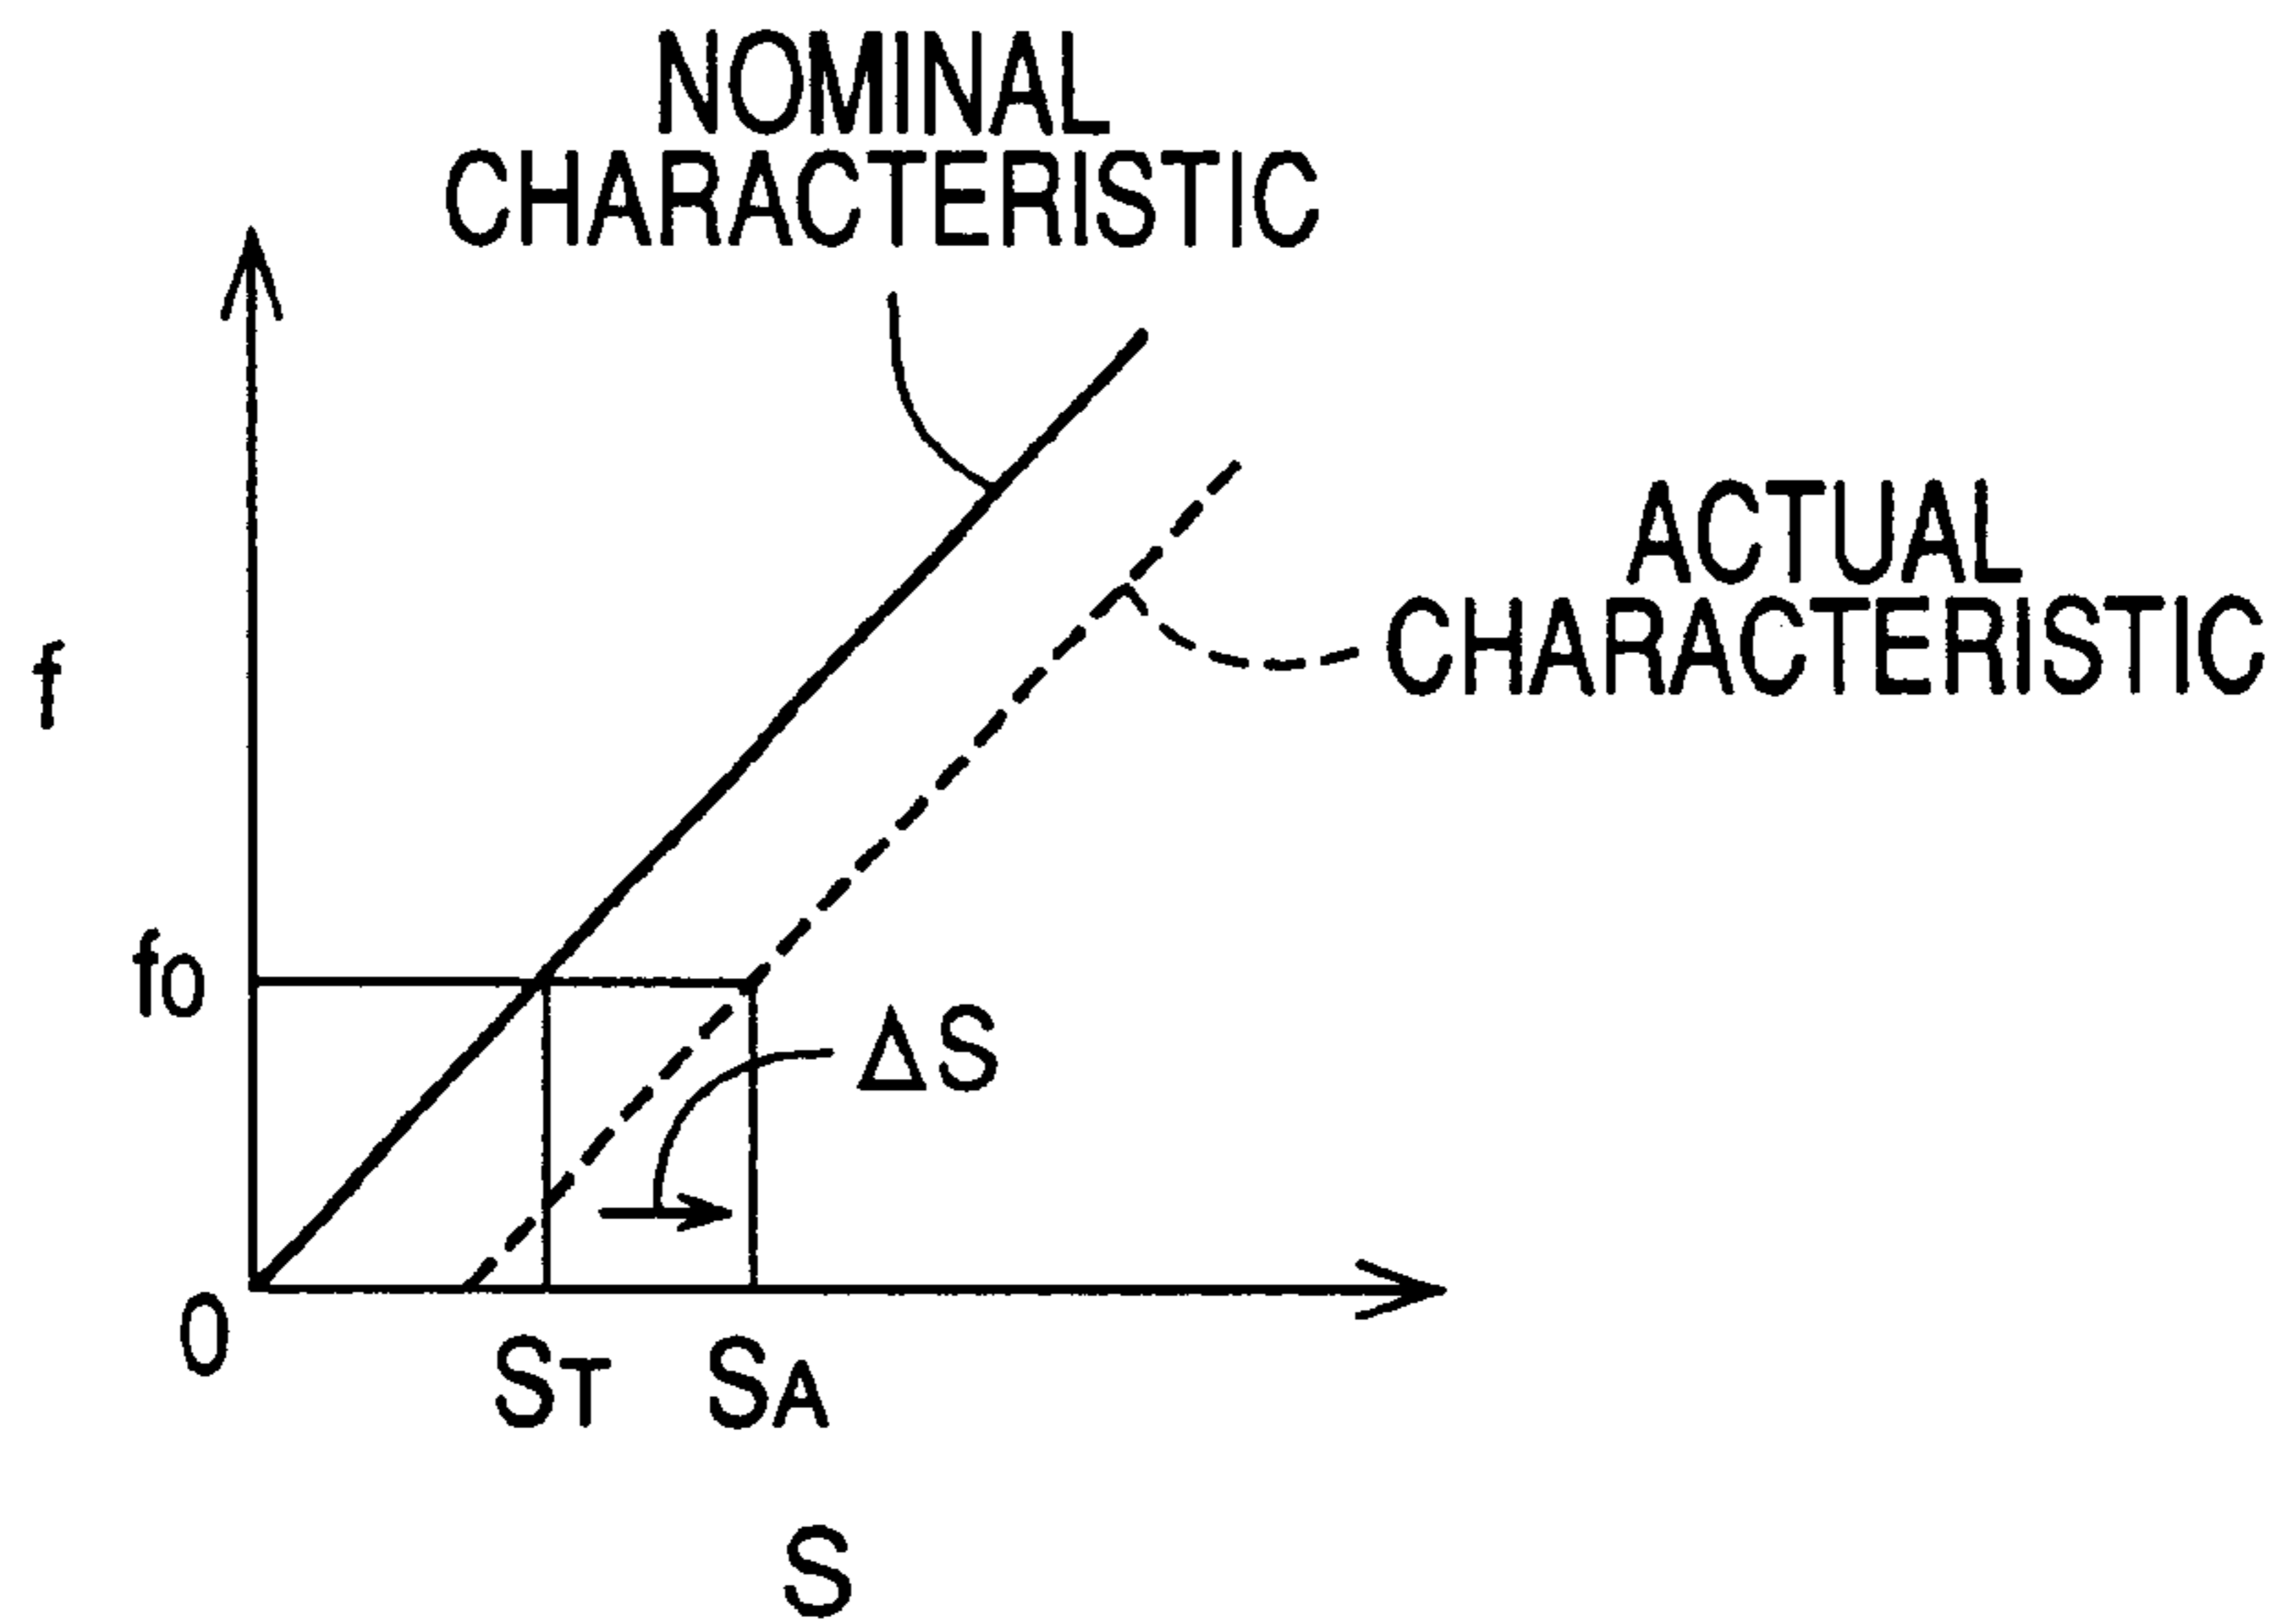 NOMINAL
CHARACTERISTIC
ACTUAL
CHARACTERISTIC
f
fo
ΔS
0
ST
SA
S